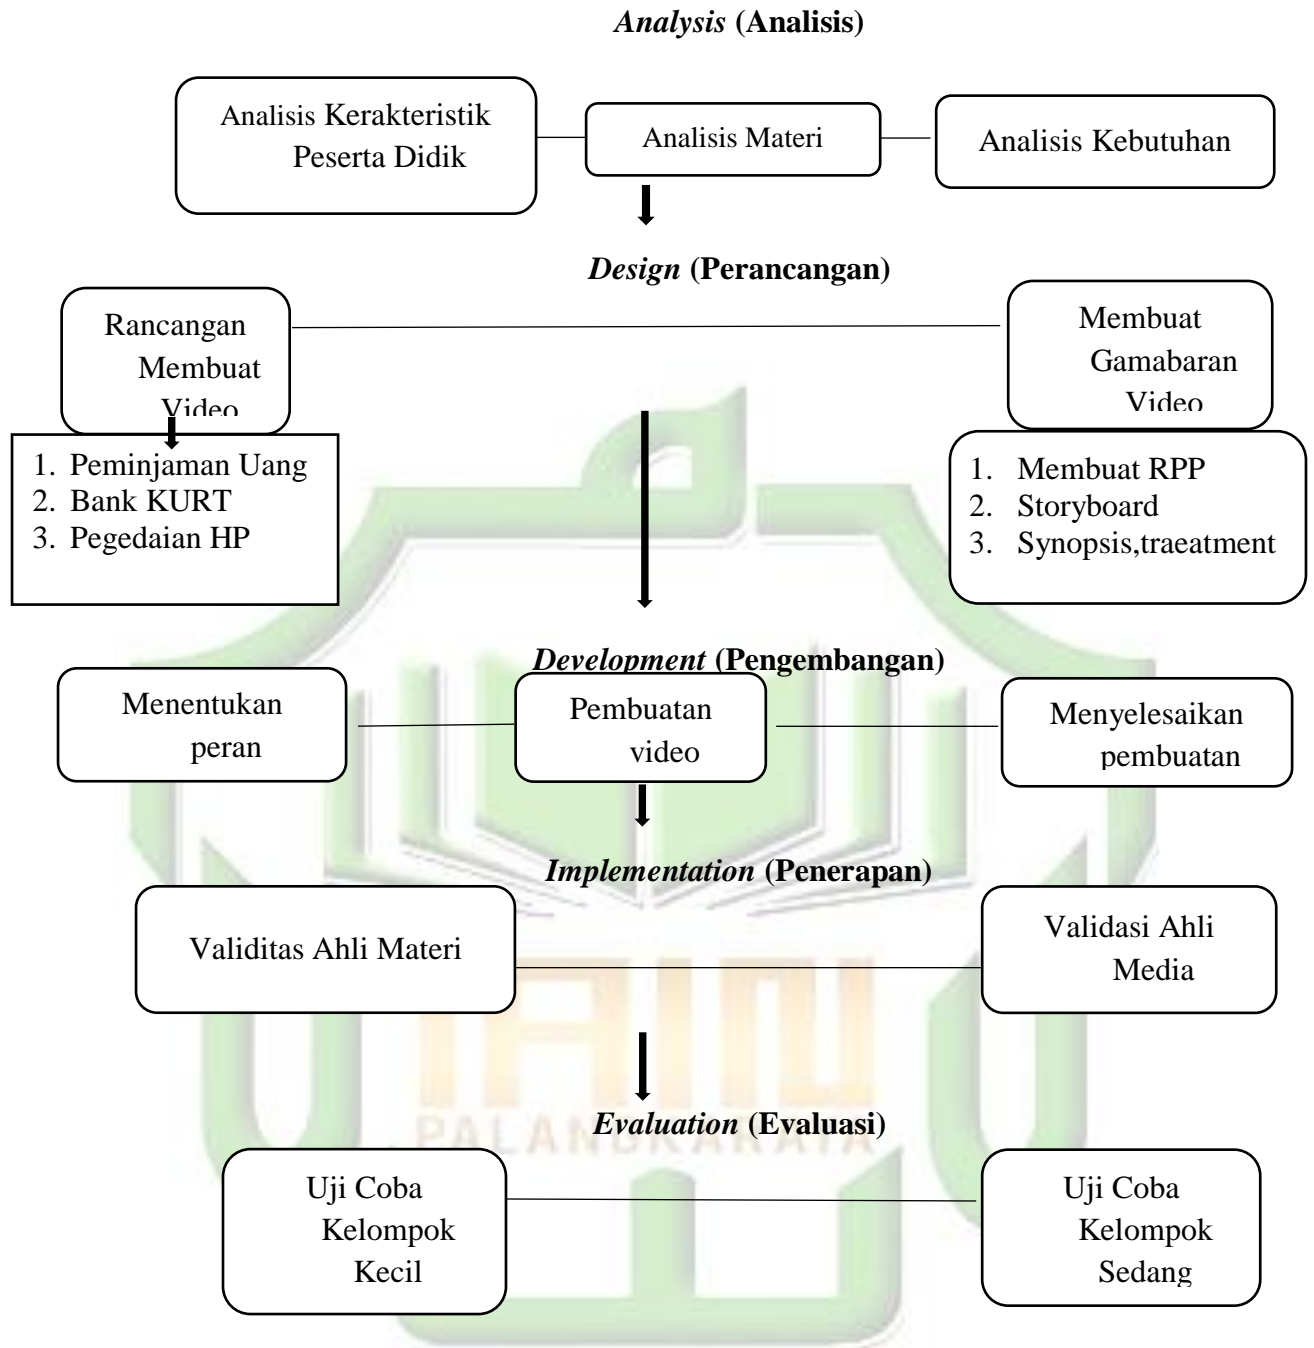 Analysis (Analisis)
Analisis Kerakteristik
Peserta Didik
Analisis Materi
Analisis Kebutuhan
Design (Perancangan)
Rancangan
Membuat
Video
Membuat
Gamabaran
Video
1. Peminjaman Uang
2. Bank KURT
3. Pegedaian HP
1. Membuat RPP
2. Storyboard
3. Synopsis,traeatment
Development (Pengembangan)
Menentukan
peran
Pembuatan
video
Menyelesaikan
pembuatan
Implementation (Penerapan)
Validitas Ahli Materi
Validasi Ahli
Media
IAIN
PALANGKARAYA
Evaluation (Evaluasi)
Uji Coba
Kelompok
Kecil
Uji Coba
Kelompok
Sedang